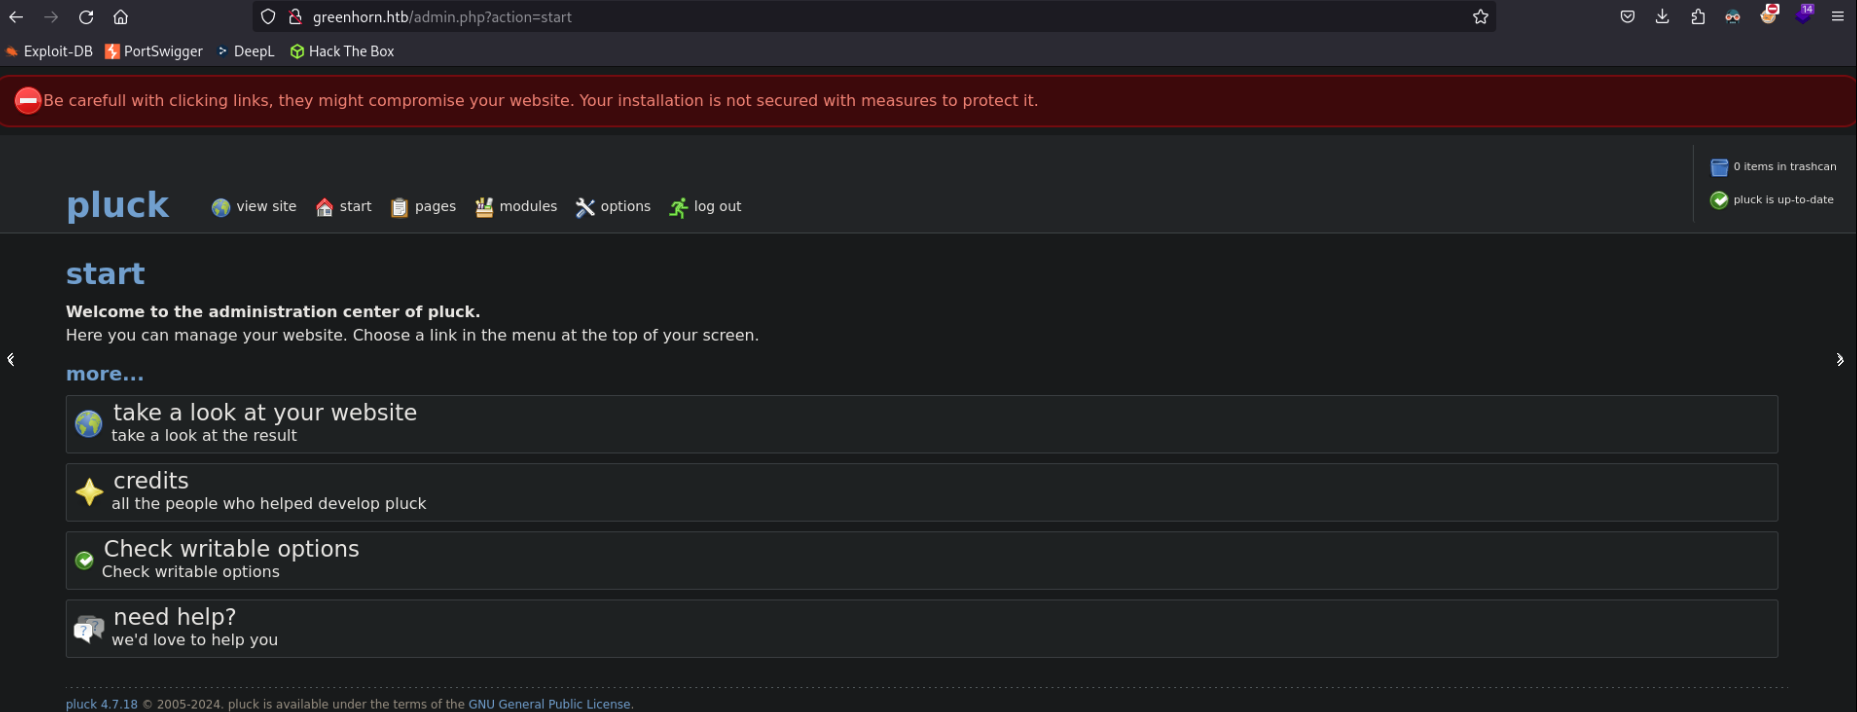 greenhorn.htb/admin.php?action=start
14
Exploit-DB PortSwigger DeepL Hack The Box
Be carefull with clicking links, they might compromise your website. Your installation is not secured with measures to protect it.
0 items in trashcan
pluck is up-to-date
pluck view site start pages modules options log out
start
Welcome to the administration center of pluck.
Here you can manage your website. Choose a link in the menu at the top of your screen.
more...
take a look at your website
take a look at the result
credits
all the people who helped develop pluck
Check writable options
Check writable options
need help?
we'd love to help you
pluck 4.7.18 © 2005-2024. pluck is available under the terms of the GNU General Public License.